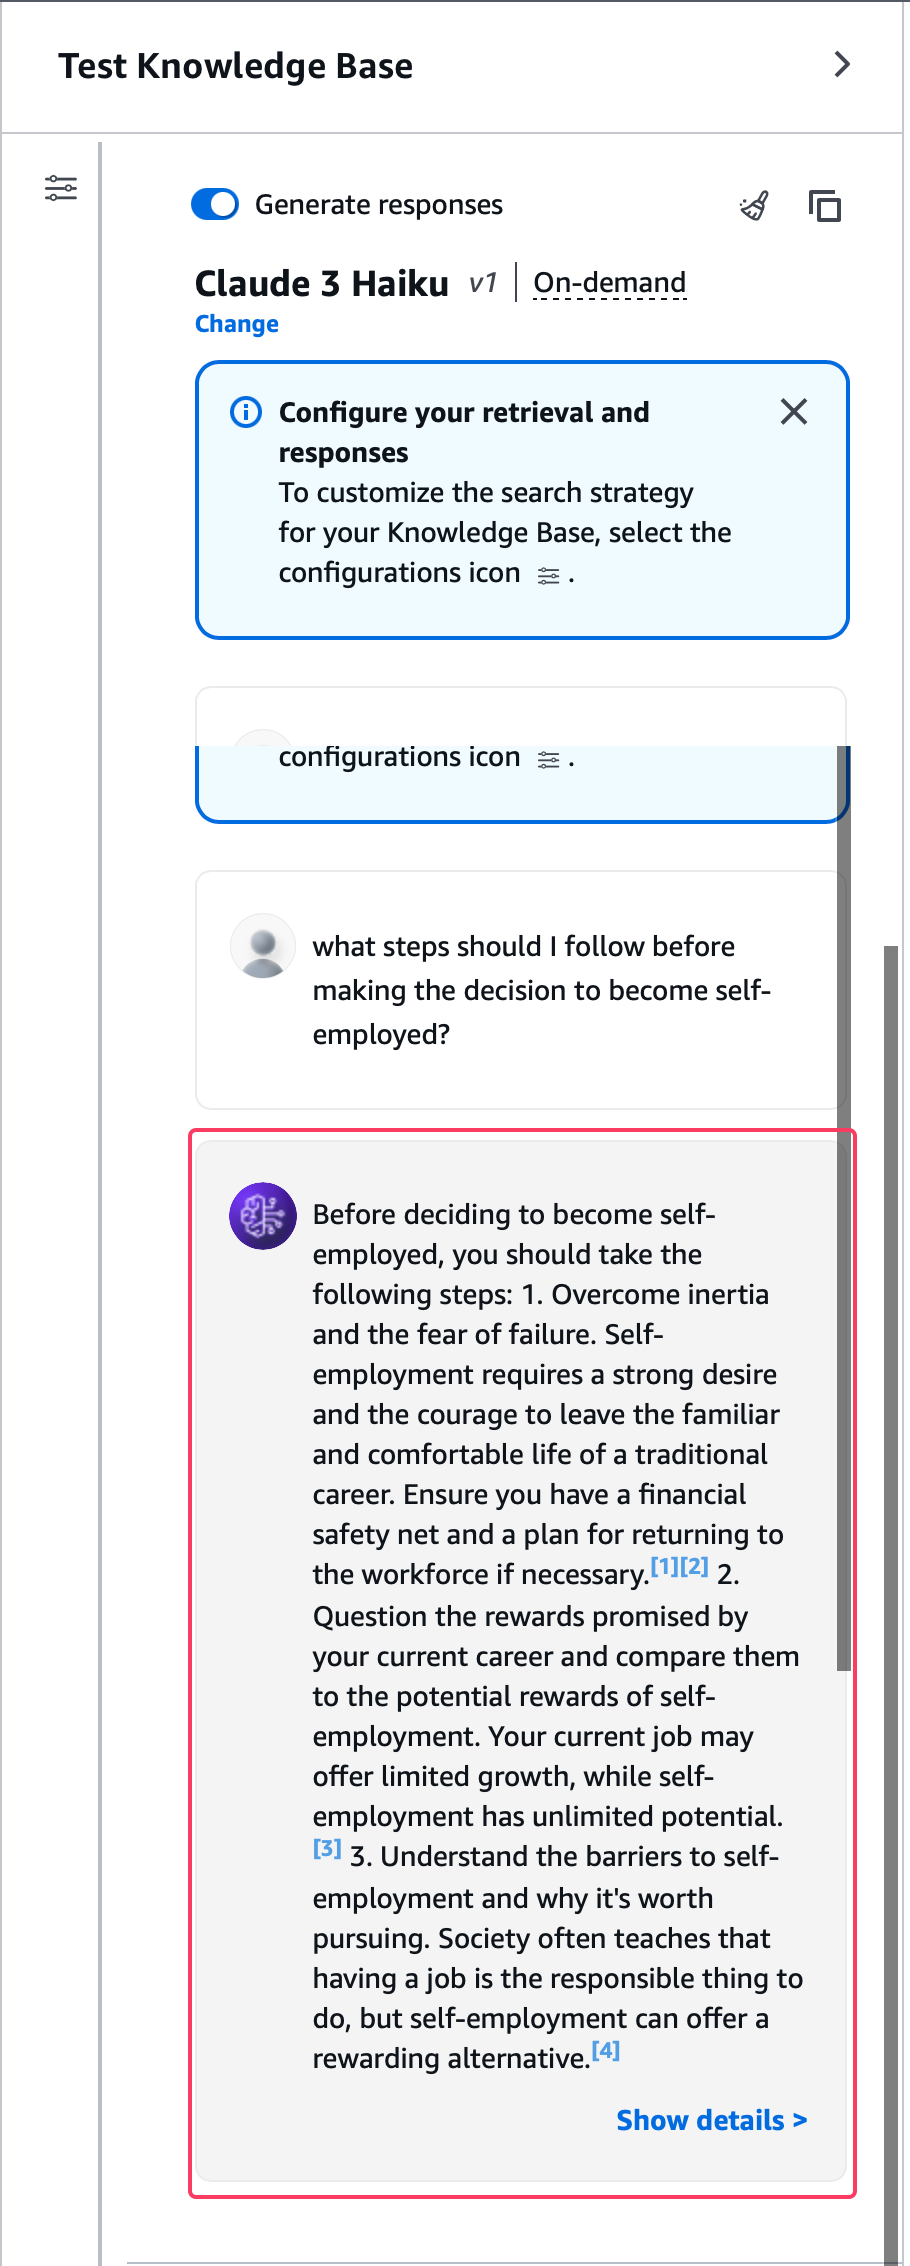 Test Knowledge Base
Generate responses
Claude 3 Haiku v1 | On-demand
Change
Configure your retrieval and
responses
To customize the search strategy
for your Knowledge Base, select the
configurations icon .
configurations icon .
what steps should I follow before
making the decision to become self-
employed?
Before deciding to become self-
employed, you should take the
following steps: 1. Overcome inertia
and the fear of failure. Self-
employment requires a strong desire
and the courage to leave the familiar
and comfortable life of a traditional
career. Ensure you have a financial
safety net and a plan for returning to
the workforce if necessary.[1][2] 2.
Question the rewards promised by
your current career and compare them
to the potential rewards of self-
employment. Your current job may
offer limited growth, while self-
employment has unlimited potential.
[3] 3. Understand the barriers to self-
employment and why it's worth
pursuing. Society often teaches that
having a job is the responsible thing to
do, but self-employment can offer a
rewarding alternative.[4]
Show details >